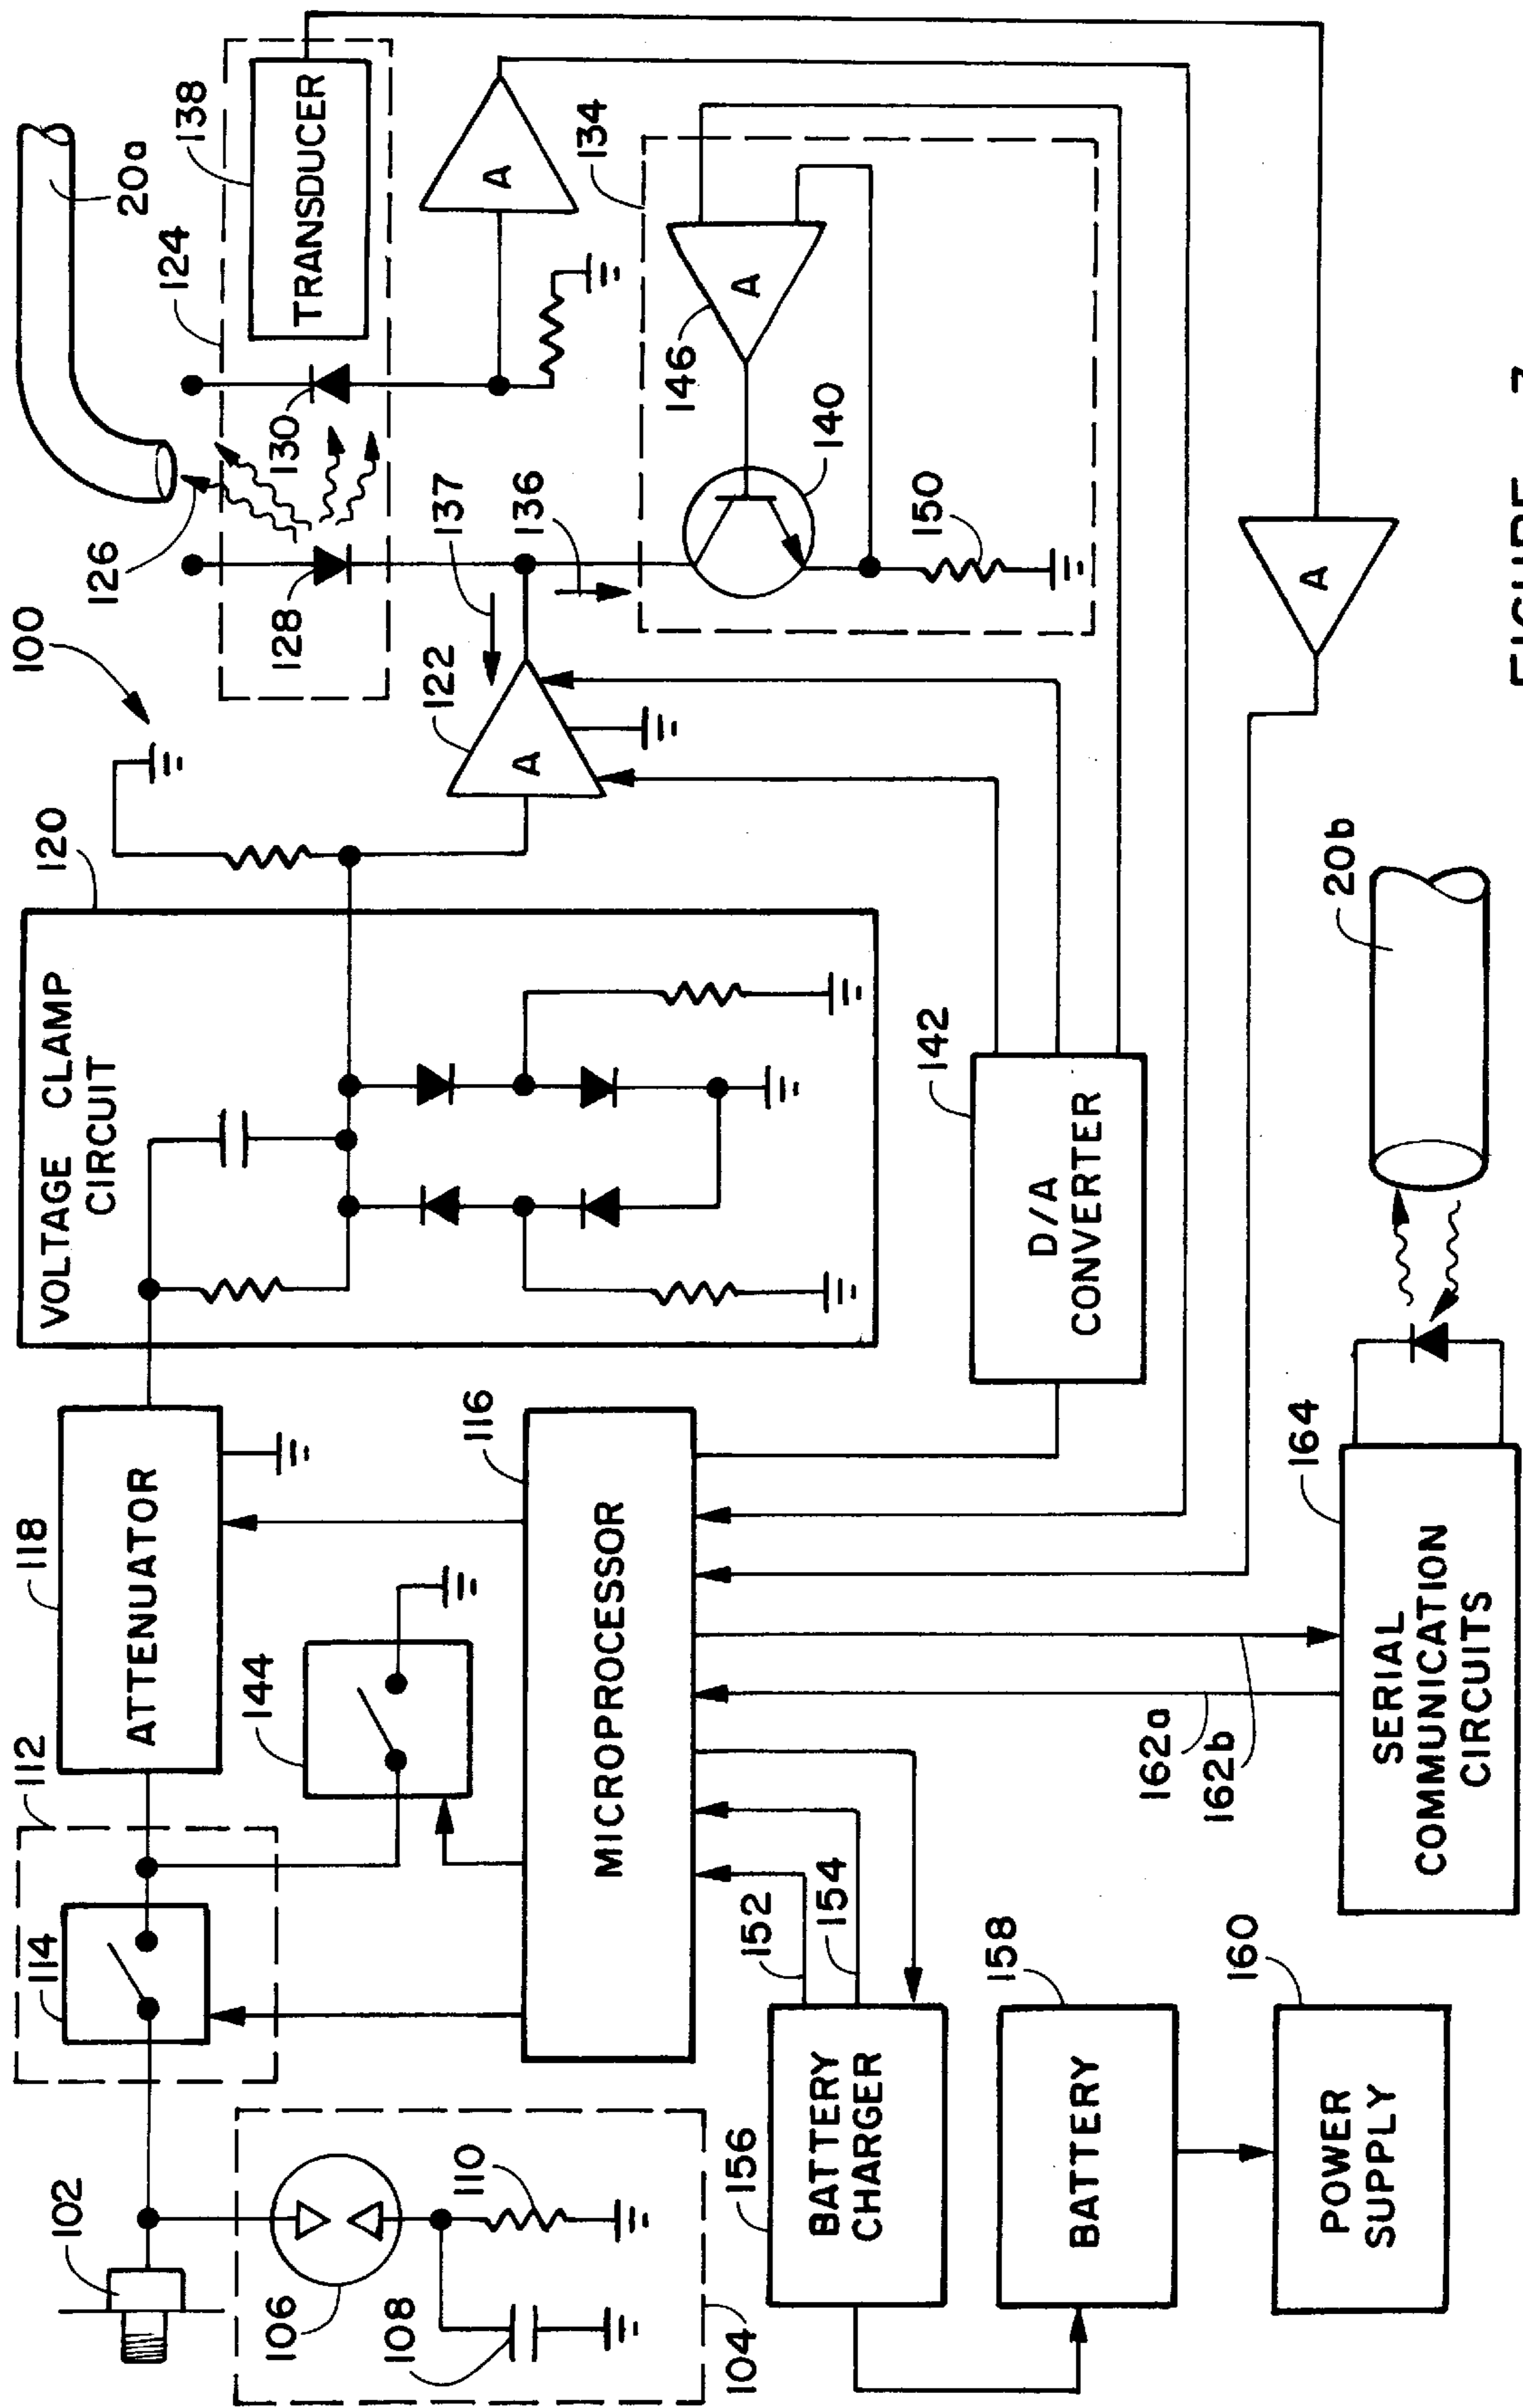 102
112
114
118
ATTENUATOR
120
VOLTAGE CLAMP
CIRCUIT
100
126
20a
124
138
TRANSDUCER
128
130
106
108
110
104
144
116
MICROPROCESSOR
122
A
137
136
A
134
146
A
140
150
156
BATTERY
CHARGER
152
154
142
D/A
CONVERTER
158
BATTERY
162a
162b
160
POWER
SUPPLY
164
SERIAL
COMMUNICATION
CIRCUITS
20b
A
FIGURE